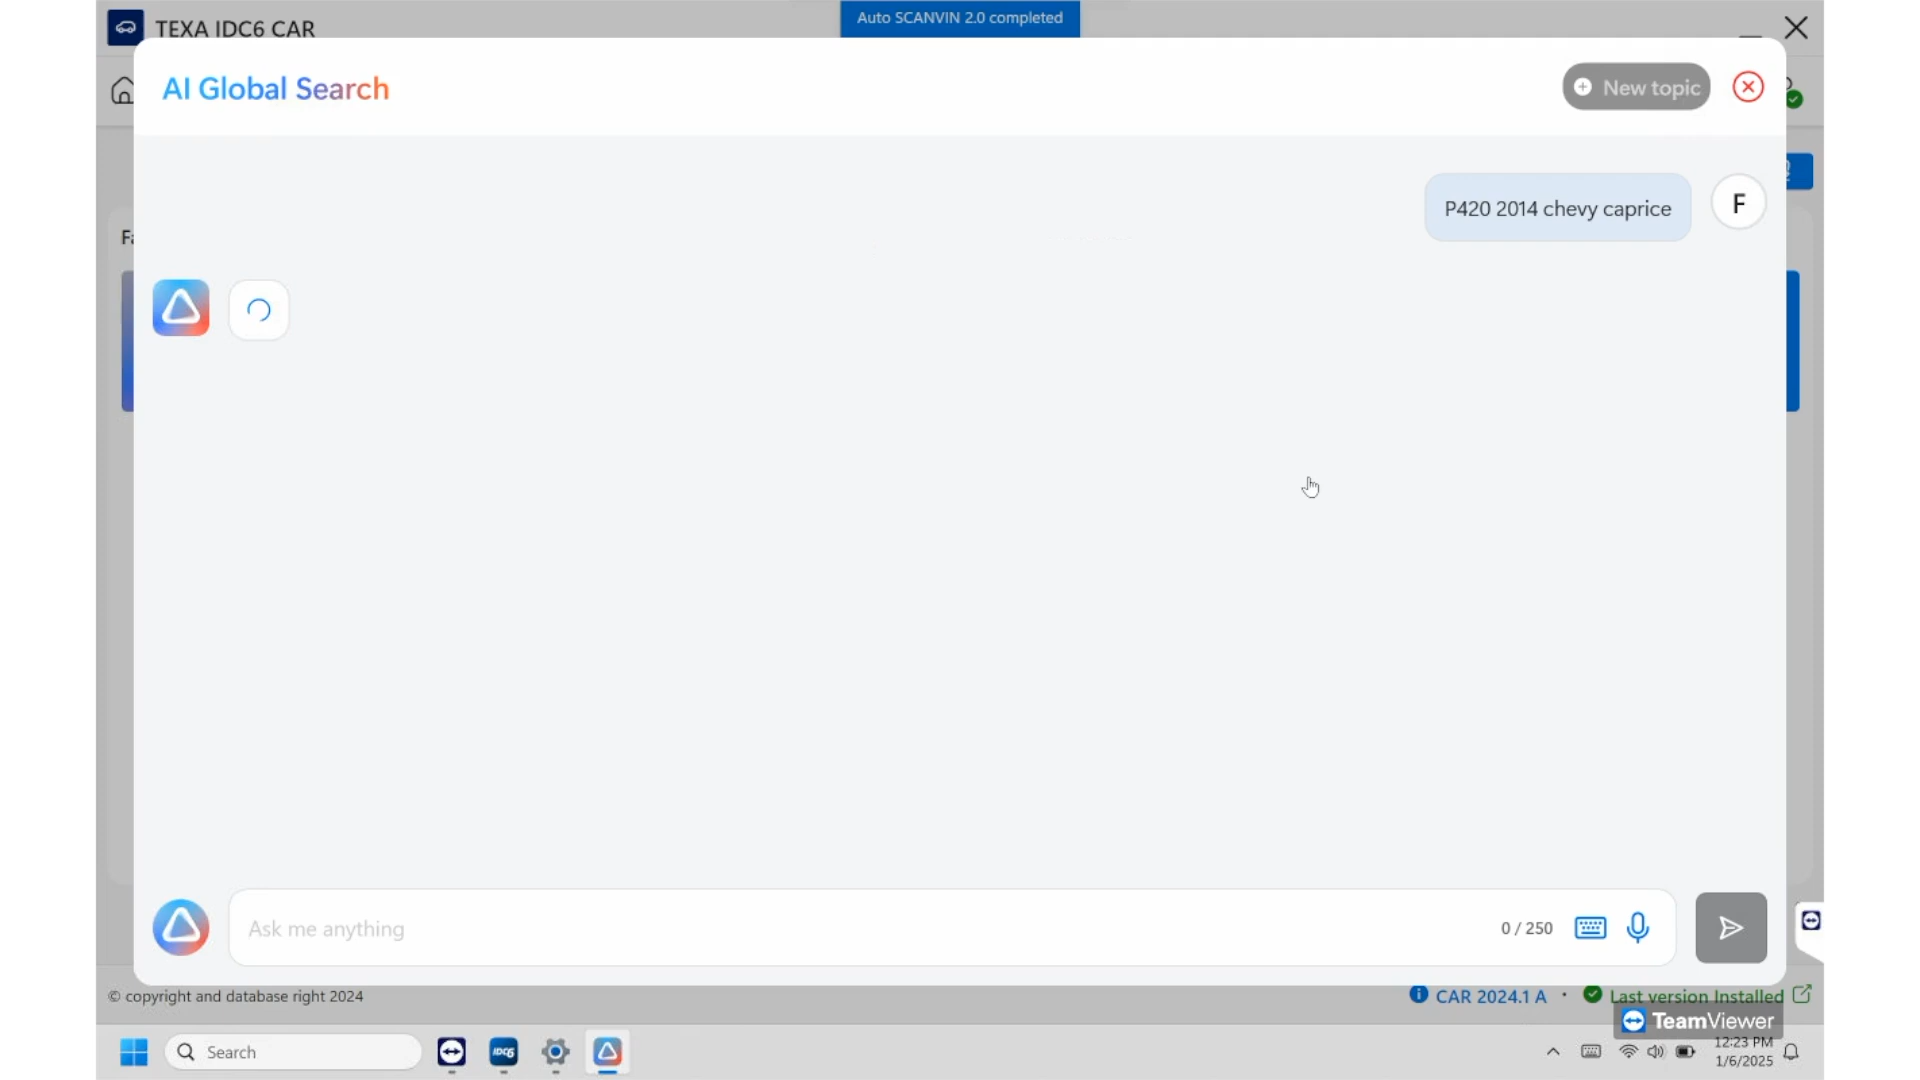 Auto SCANVIN 2.0 completed
TEXA IDC6 CAR
AI Global Search
New topic
P420 2014 chevy caprice
F
Ask me anything
0 / 250
© copyright and database right 2024
CAR 2024.1 A
Last version Installed
TeamViewer
Search
IDC6
12:23 PM
1/6/2025